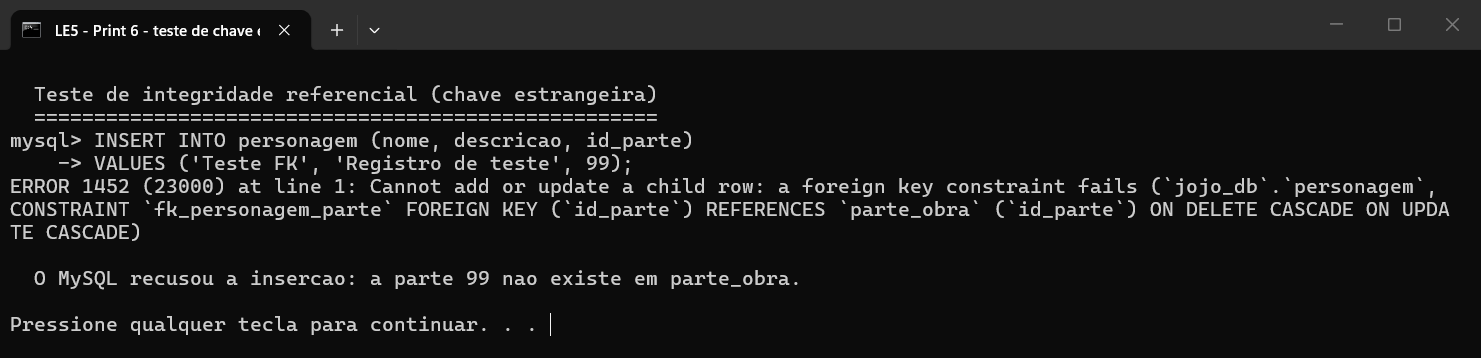 LE5 - Print 6 - teste de chave e
Teste de integridade referencial (chave estrangeira)
====================================================
mysql> INSERT INTO personagem (nome, descricao, id_parte)
    -> VALUES ('Teste FK', 'Registro de teste', 99);
ERROR 1452 (23000) at line 1: Cannot add or update a child row: a foreign key constraint fails (`jojo_db`.`personagem`,
CONSTRAINT `fk_personagem_parte` FOREIGN KEY (`id_parte`) REFERENCES `parte_obra` (`id_parte`) ON DELETE CASCADE ON UPDA
TE CASCADE)
O MySQL recusou a insercao: a parte 99 nao existe em parte_obra.
Pressione qualquer tecla para continuar. . .